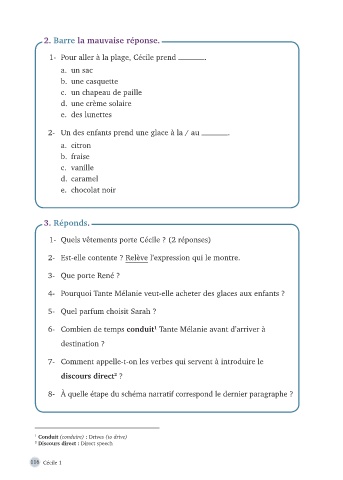 2. Barre la mauvaise réponse.
1- Pour aller à la plage, Cécile prend ________.
a. un sac
b. une casquette
c. un chapeau de paille
d. une crème solaire
e. des lunettes
2- Un des enfants prend une glace à la / au ________.
a. citron
b. fraise
c. vanille
d. caramel
e. chocolat noir
3. Réponds.
1- Quels vêtements porte Cécile ? (2 réponses)
2- Est-elle contente ? Relève l'expression qui le montre.
3- Que porte René ?
4- Pourquoi Tante Mélanie veut-elle acheter des glaces aux enfants ?
5- Quel parfum choisit Sarah ?
6- Combien de temps conduit¹ Tante Mélanie avant d'arriver à
destination ?
7- Comment appelle-t-on les verbes qui servent à introduire le
discours direct² ?
8- À quelle étape du schéma narratif correspond le dernier paragraphe ?
¹ Conduit (conduire) : Drives (to drive)
² Discours direct : Direct speech
116 Cécile 1